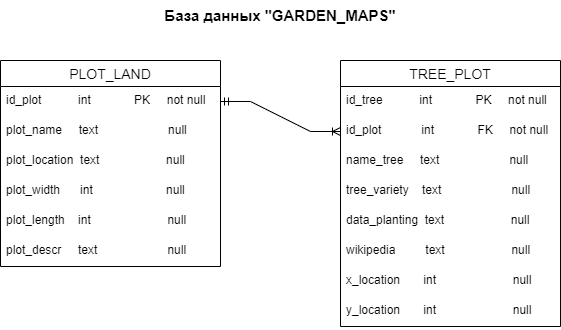 База данных "GARDEN_MAPS"
PLOT_LAND
id_plot int PK not null
plot_name text null
plot_location text null
plot_width int null
plot_length int null
plot_descr text null
TREE_PLOT
id_tree int PK not null
id_plot int FK not null
name_tree text null
tree_variety text null
data_planting text null
wikipedia text null
x_location int null
y_location int null